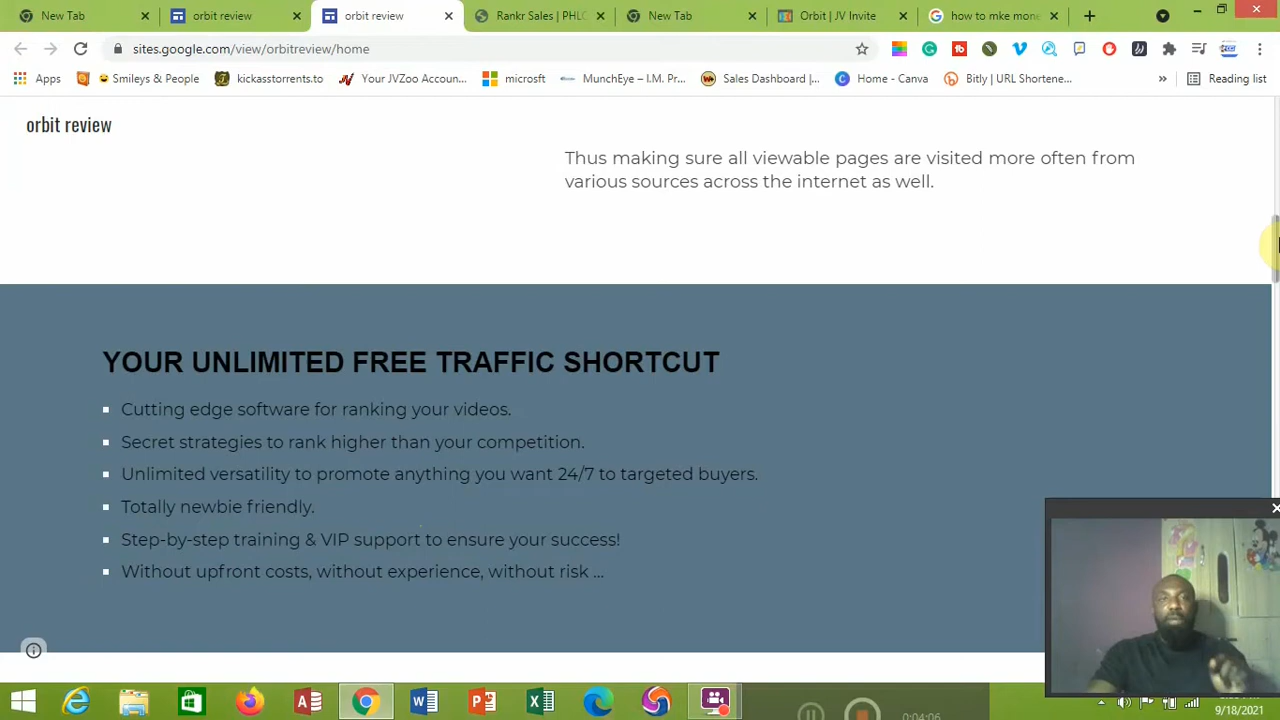 New Tab
orbit review
orbit review
Rankr Sales | PHLC
New Tab
Orbit | JV Invite
how to mke mone
sites.google.com/view/orbitreview/home
Apps
Smileys & People
kickasstorrents.to
Your JVZoo Accoun...
microsft
MunchEye – I.M. Pr...
Sales Dashboard |...
Home - Canva
Bitly | URL Shortene...
»
Reading list
orbit review
Thus making sure all viewable pages are visited more often from
various sources across the internet as well.
YOUR UNLIMITED FREE TRAFFIC SHORTCUT
Cutting edge software for ranking your videos.
Secret strategies to rank higher than your competition.
Unlimited versatility to promote anything you want 24/7 to targeted buyers.
Totally newbie friendly.
Step-by-step training & VIP support to ensure your success!
Without upfront costs, without experience, without risk ...
0:04:06
9/18/2021